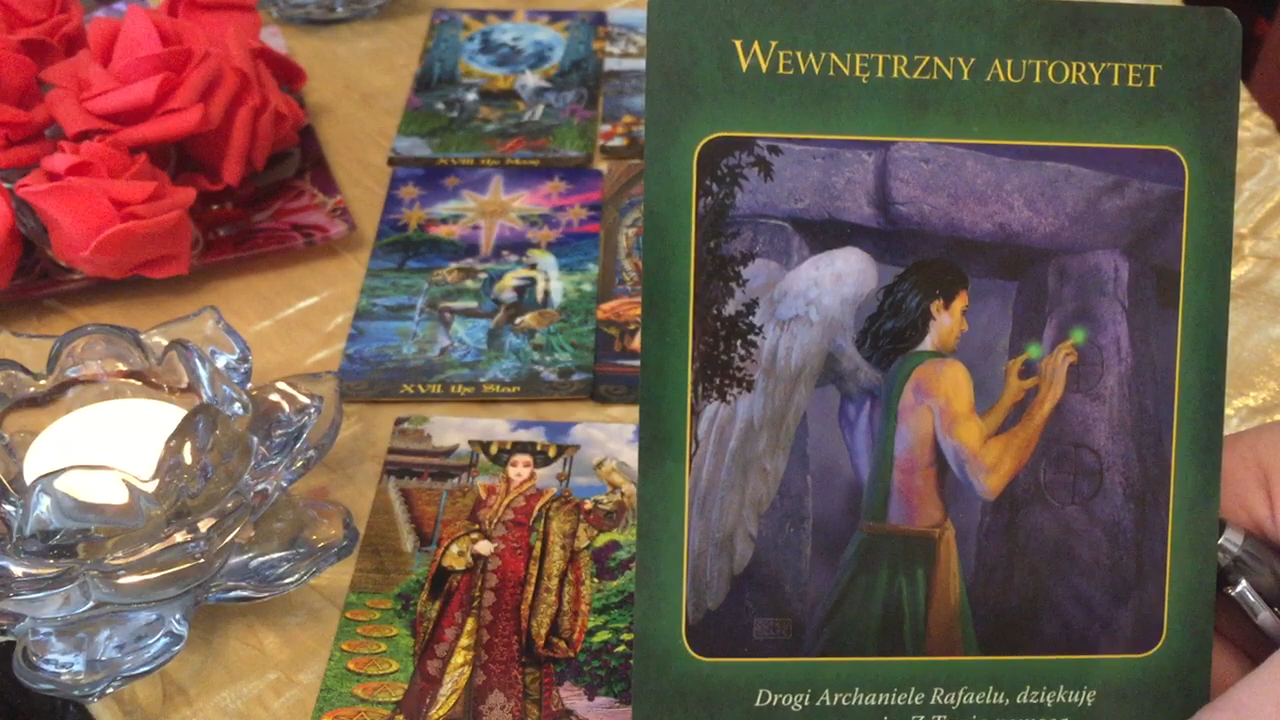 WEWNĘTRZNY AUTORYTET
Drogi Archaniele Rafaelu, dziękuję
XVIII the Moon
XVII the Star